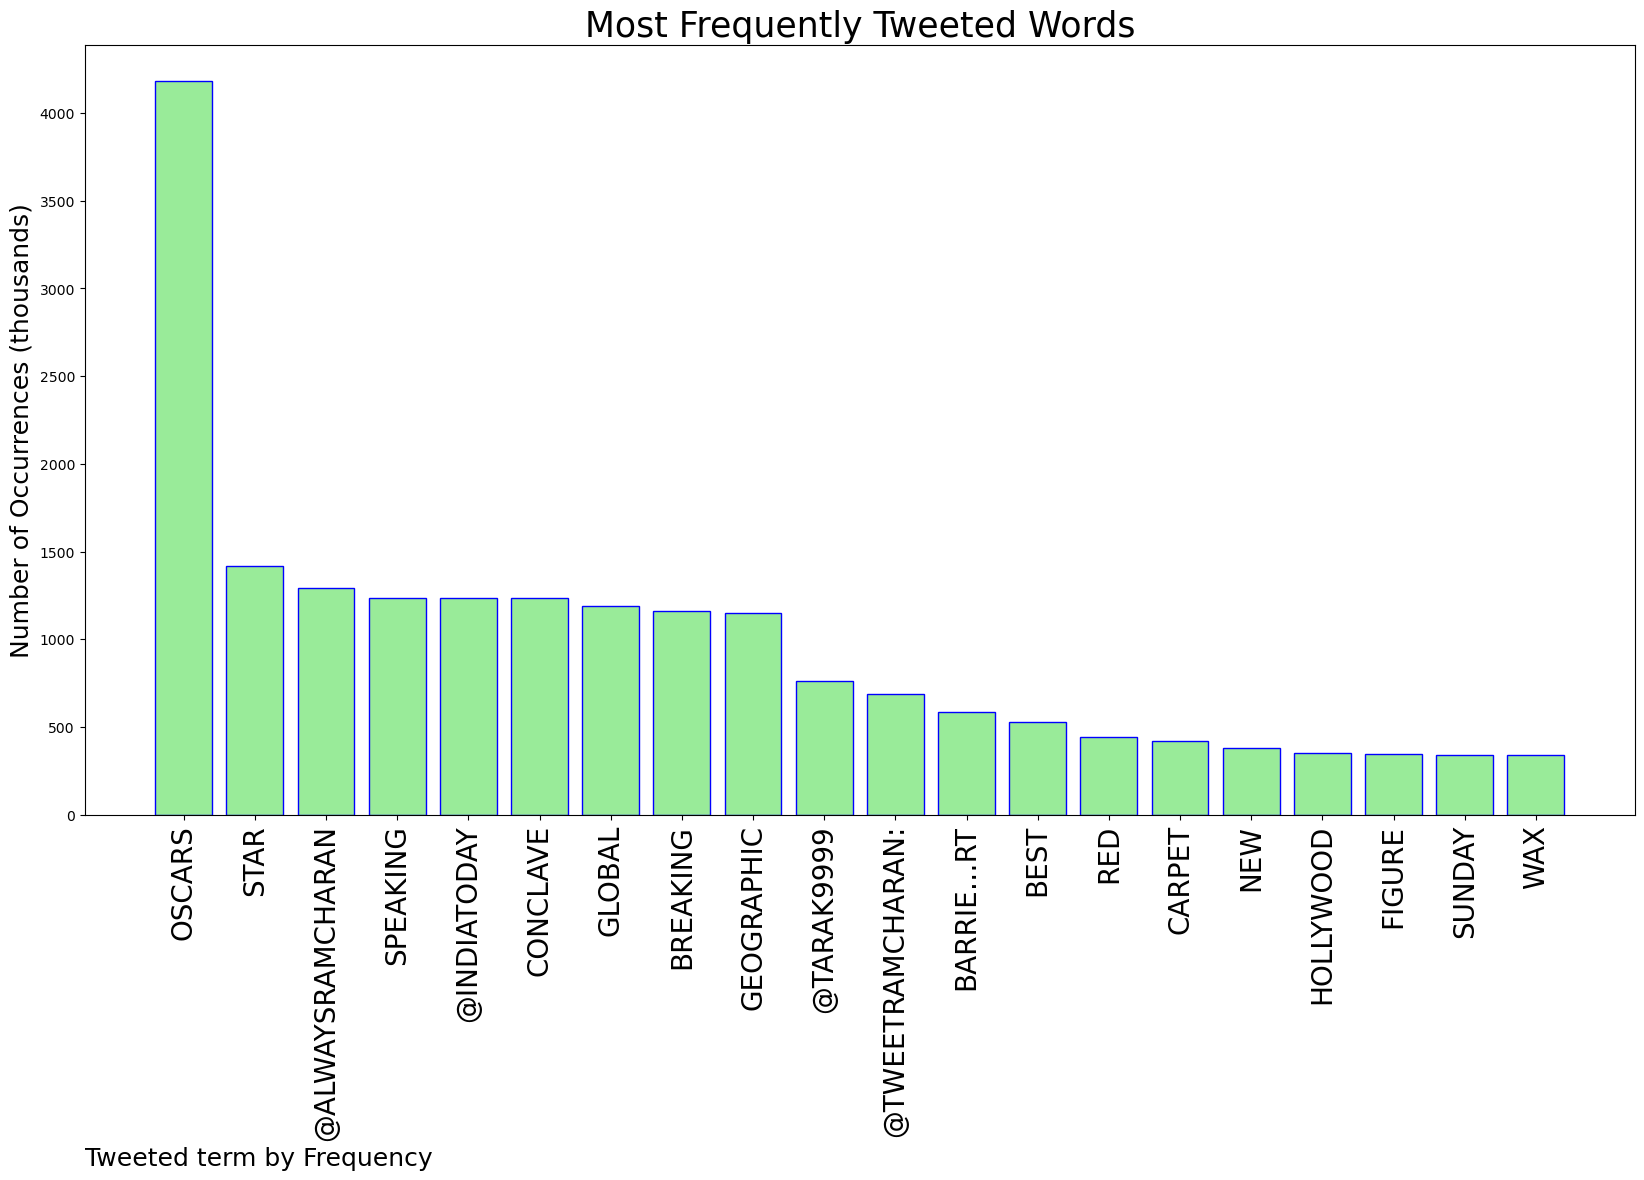 Most Frequently Tweeted Words
Number of Occurrences (thousands)
4000
3500
3000
2500
2000
1500
1000
500
0
OSCARS
STAR
@ALWAYSRAMCHARAN
SPEAKING
@INDIATODAY
CONCLAVE
GLOBAL
BREAKING
GEOGRAPHIC
@TARAK9999
@TWEETRAMCHARAN:
BARRIE...RT
BEST
RED
CARPET
NEW
HOLLYWOOD
FIGURE
SUNDAY
WAX
Tweeted term by Frequency